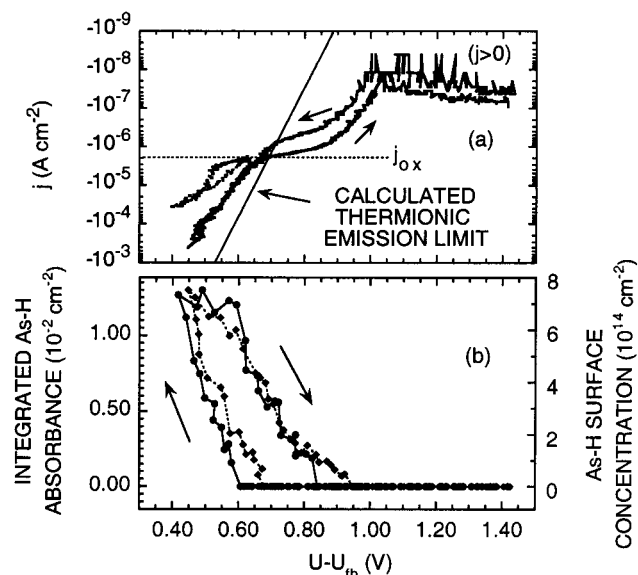 -10⁻⁹
-10⁻⁸
-10⁻⁷
-10⁻⁶
-10⁻⁵
-10⁻⁴
-10⁻³
j (A cm⁻²)
(j>0)
(a)
j ox
CALCULATED
THERMIONIC
EMISSION LIMIT
INTEGRATED As-H
ABSORBANCE (10⁻² cm⁻²)
1.00
0.50
0.00
(b)
8
6
4
2
0
As-H SURFACE
CONCENTRATION (10¹⁴ cm⁻²)
0.40 0.60 0.80 1.00 1.20 1.40
U-Ufb (V)